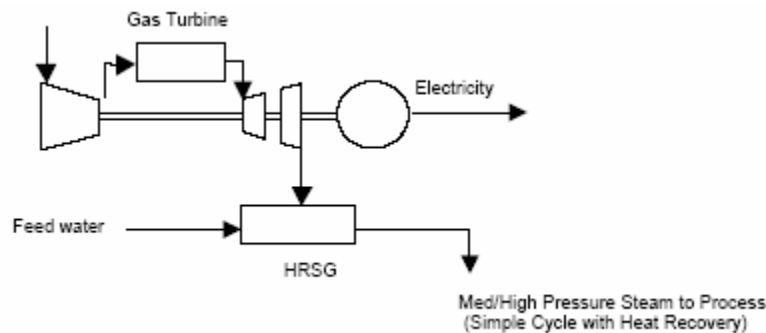 Gas Turbine
Electricity
Feed water
HRSG
Med/High Pressure Steam to Process
(Simple Cycle with Heat Recovery)